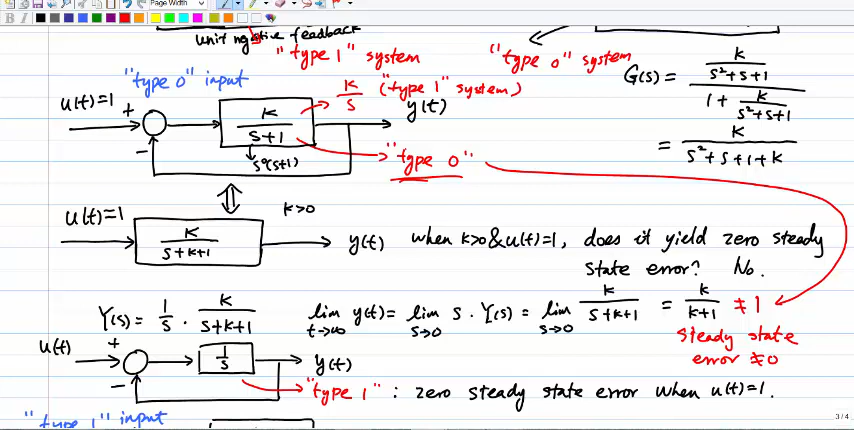 Page Width
unit negative feedback
"type 1" system
"type 0" system
"type 0" input
K/S ("type 1" system)
G(s) = (K/(s²+s+1)) / (1 + K/(s²+s+1))
u(t)=1
+
−
K/(s+1)
y(t)
s⁰(s+1)
"type 0"
= K/(s²+s+1+K)
K>0
u(t)=1
K/(s+K+1)
y(t)
when K>0 & u(t)=1, does it yield zero steady
state error? No.
Y(s) = 1/s · K/(s+K+1)
lim t→∞ y(t) = lim s→0 s · Y(s) = lim s→0 K/(s+K+1) = K/(K+1) ≠ 1
steady state
error ≠ 0
u(t)
+
−
1/s
y(t)
"type 1" : zero steady state error when u(t)=1.
"type 1" input
3 / 4